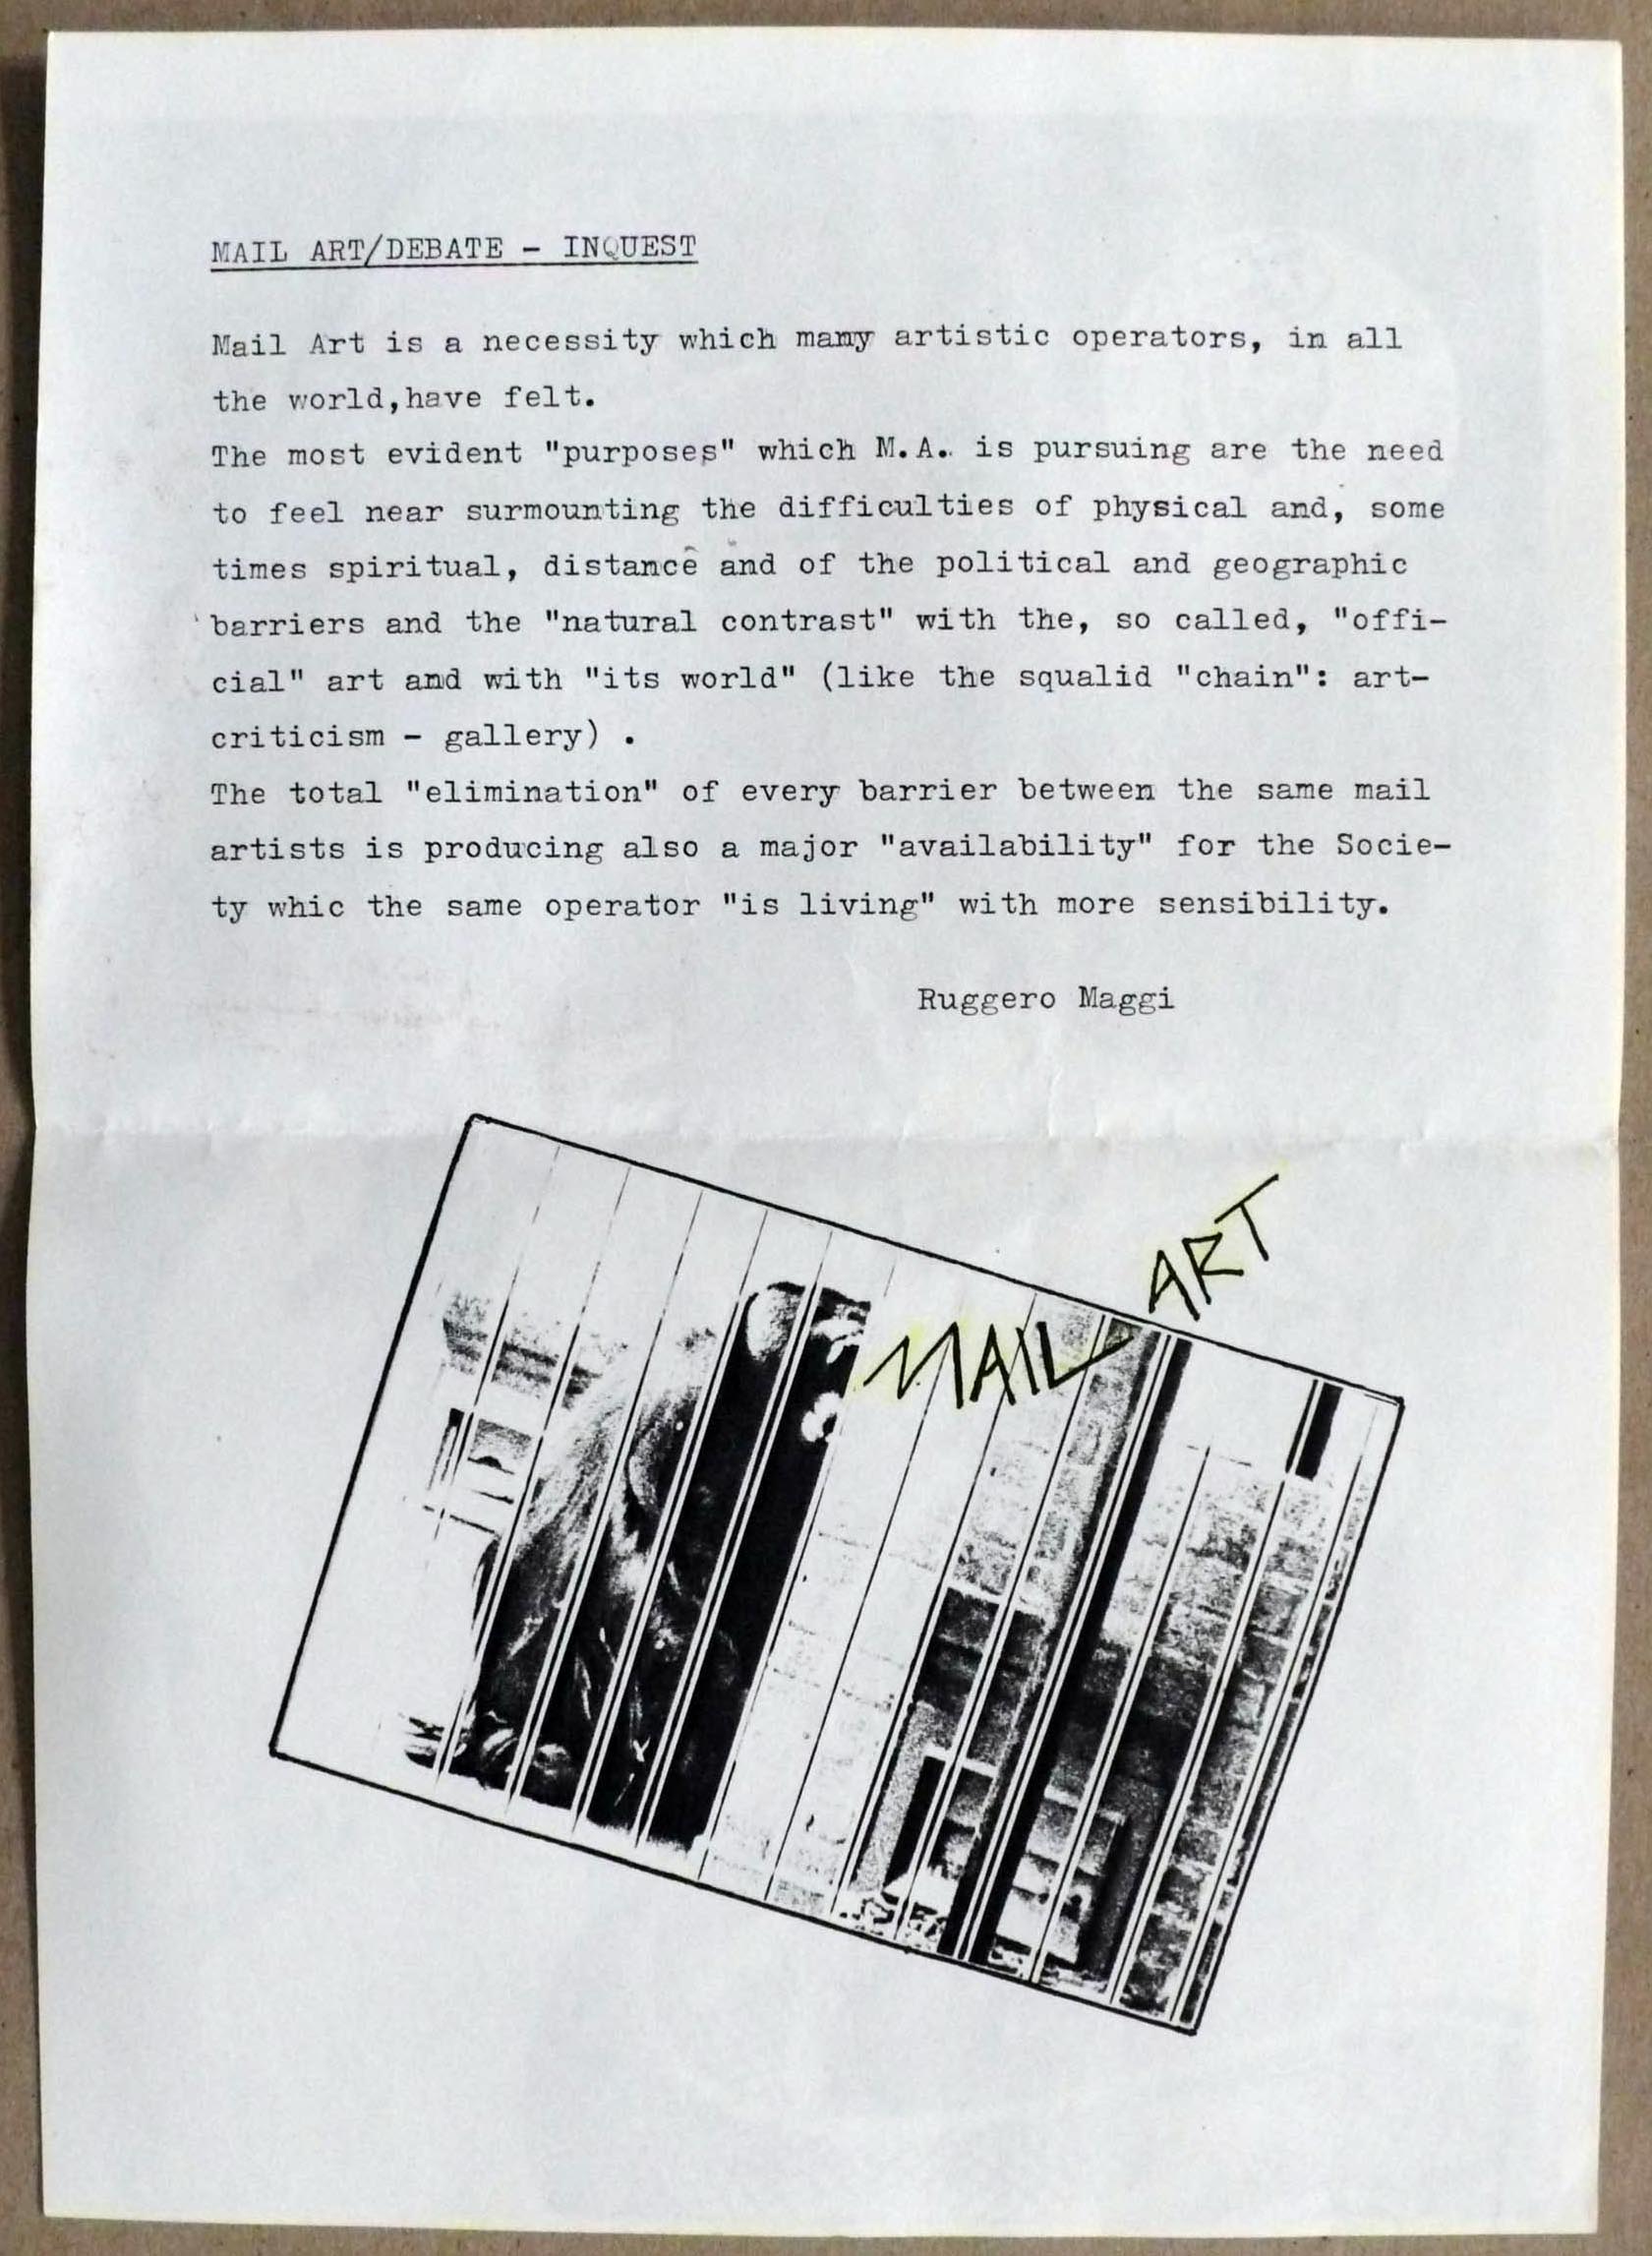 MAIL ART/DEBATE - INQUEST
Mail Art is a necessity which many artistic operators, in all
the world,have felt.
The most evident "purposes" which M.A. is pursuing are the need
to feel near surmounting the difficulties of physical and, some
times spiritual, distance and of the political and geographic
barriers and the "natural contrast" with the, so called, "offi-
cial" art and with "its world" (like the squalid "chain": art-
criticism - gallery) .
The total "elimination" of every barrier between the same mail
artists is producing also a major "availability" for the Socie-
ty whic the same operator "is living" with more sensibility.
Ruggero Maggi
MAIL ART